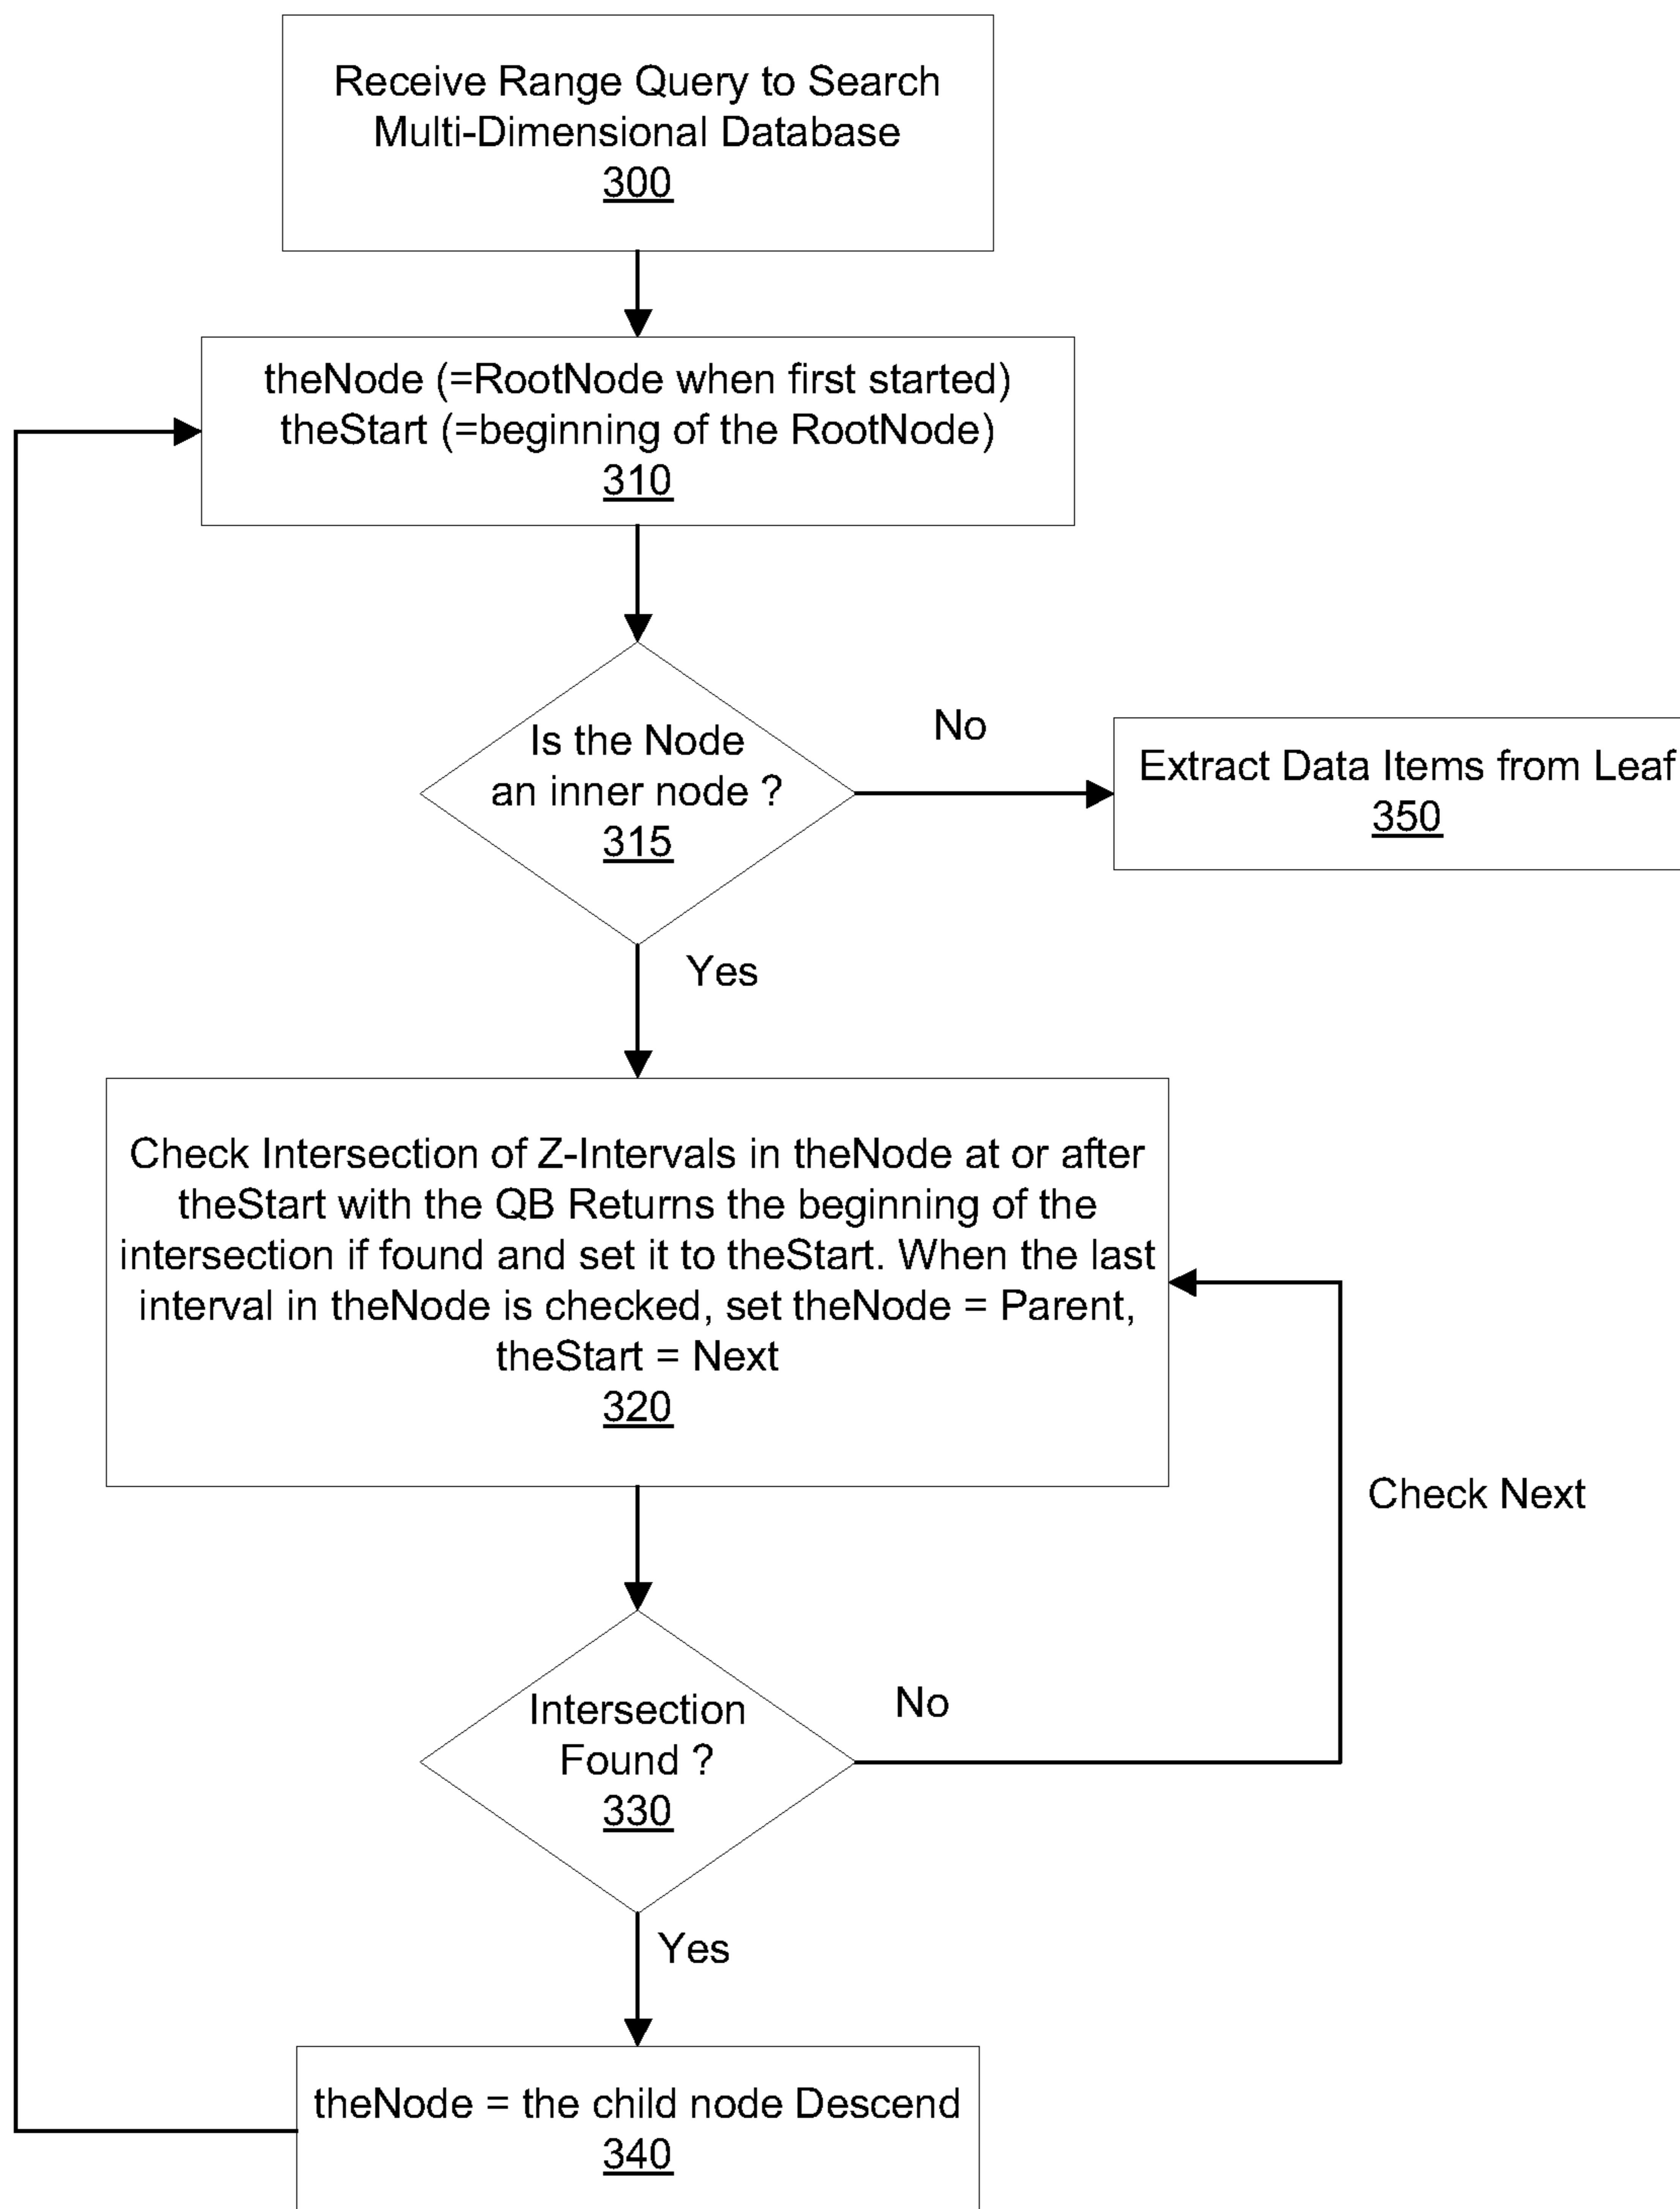 Receive Range Query to Search
Multi-Dimensional Database
300
theNode (=RootNode when first started)
theStart (=beginning of the RootNode)
310
Is the Node
an inner node ?
315
No
Extract Data Items from Leaf
350
Yes
Check Intersection of Z-Intervals in theNode at or after
theStart with the QB Returns the beginning of the
intersection if found and set it to theStart. When the last
interval in theNode is checked, set theNode = Parent,
theStart = Next
320
Check Next
Intersection
Found ?
330
No
Yes
theNode = the child node Descend
340